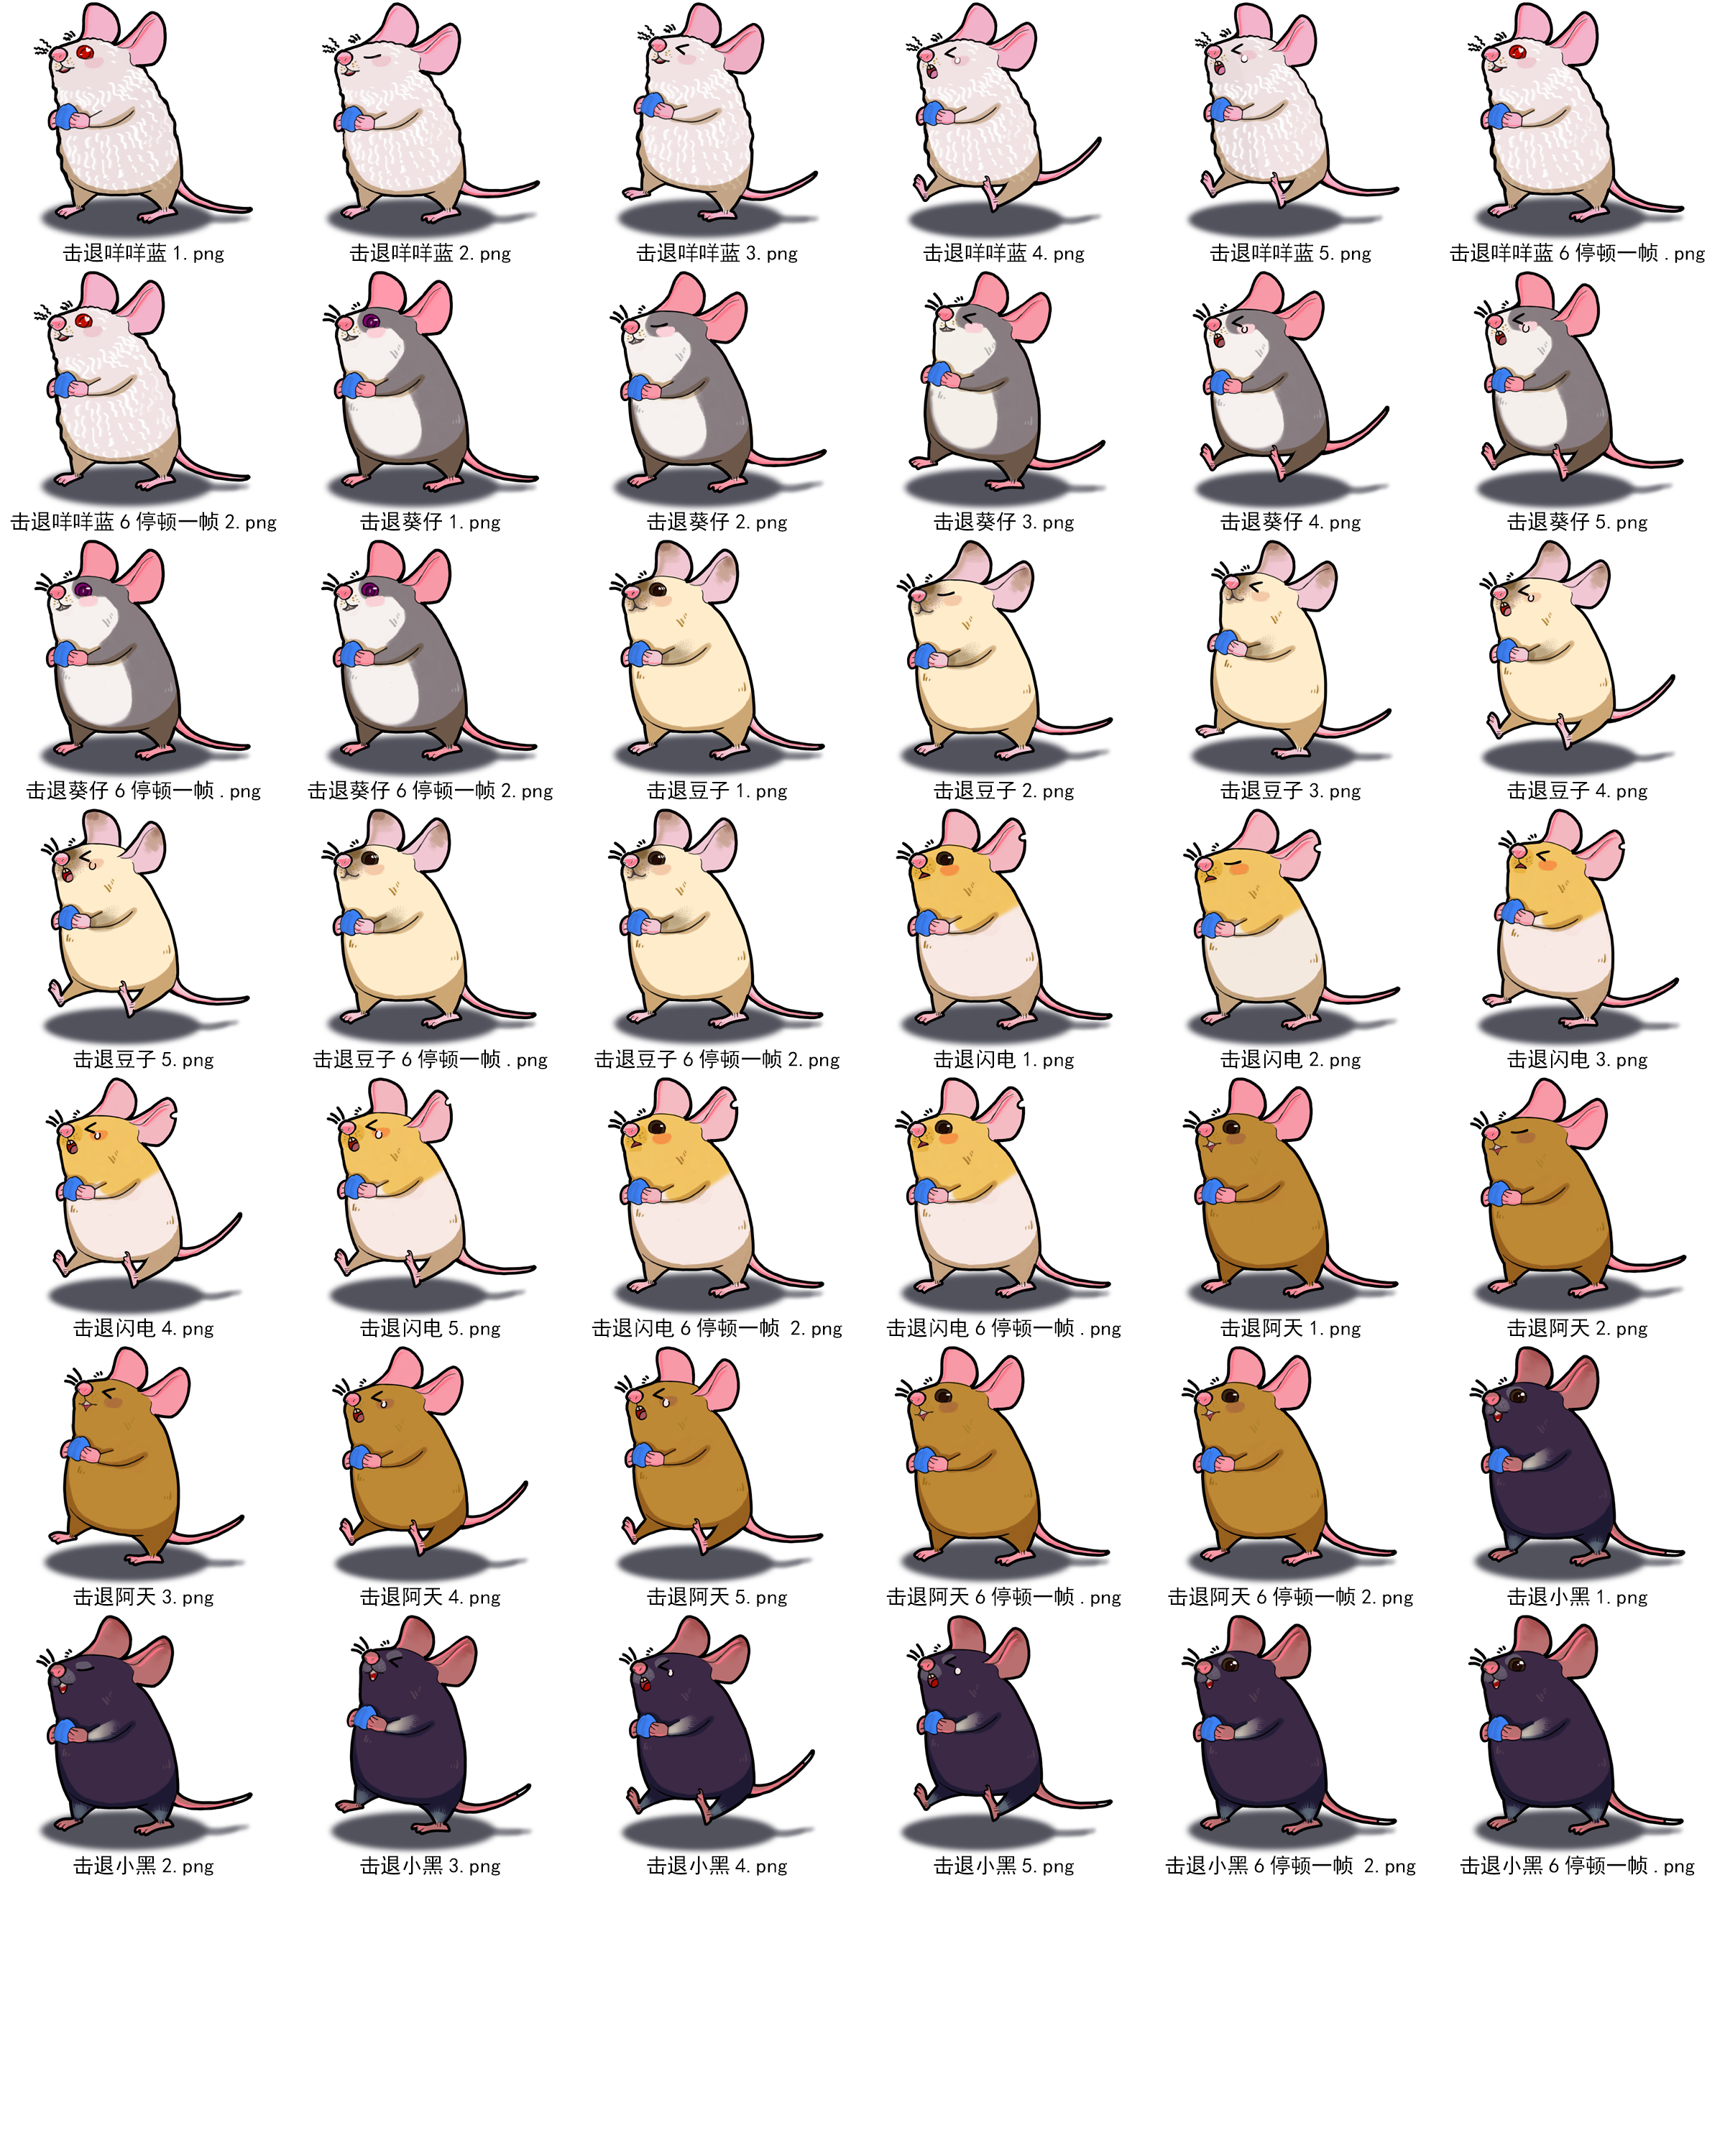 击退咩咩蓝 1. png
击退咩咩蓝 2. png
击退咩咩蓝 3. png
击退咩咩蓝 4. png
击退咩咩蓝 5. png
击退咩咩蓝 6 停顿一帧 . png
击退咩咩蓝 6 停顿一帧 2. png
击退葵仔 1. png
击退葵仔 2. png
击退葵仔 3. png
击退葵仔 4. png
击退葵仔 5. png
击退葵仔 6 停顿一帧 . png
击退葵仔 6 停顿一帧 2. png
击退豆子 1. png
击退豆子 2. png
击退豆子 3. png
击退豆子 4. png
击退豆子 5. png
击退豆子 6 停顿一帧 . png
击退豆子 6 停顿一帧 2. png
击退闪电 1. png
击退闪电 2. png
击退闪电 3. png
击退闪电 4. png
击退闪电 5. png
击退闪电 6 停顿一帧 2. png
击退闪电 6 停顿一帧 . png
击退阿天 1. png
击退阿天 2. png
击退阿天 3. png
击退阿天 4. png
击退阿天 5. png
击退阿天 6 停顿一帧 . png
击退阿天 6 停顿一帧 2. png
击退小黑 1. png
击退小黑 2. png
击退小黑 3. png
击退小黑 4. png
击退小黑 5. png
击退小黑 6 停顿一帧 2. png
击退小黑 6 停顿一帧 . png